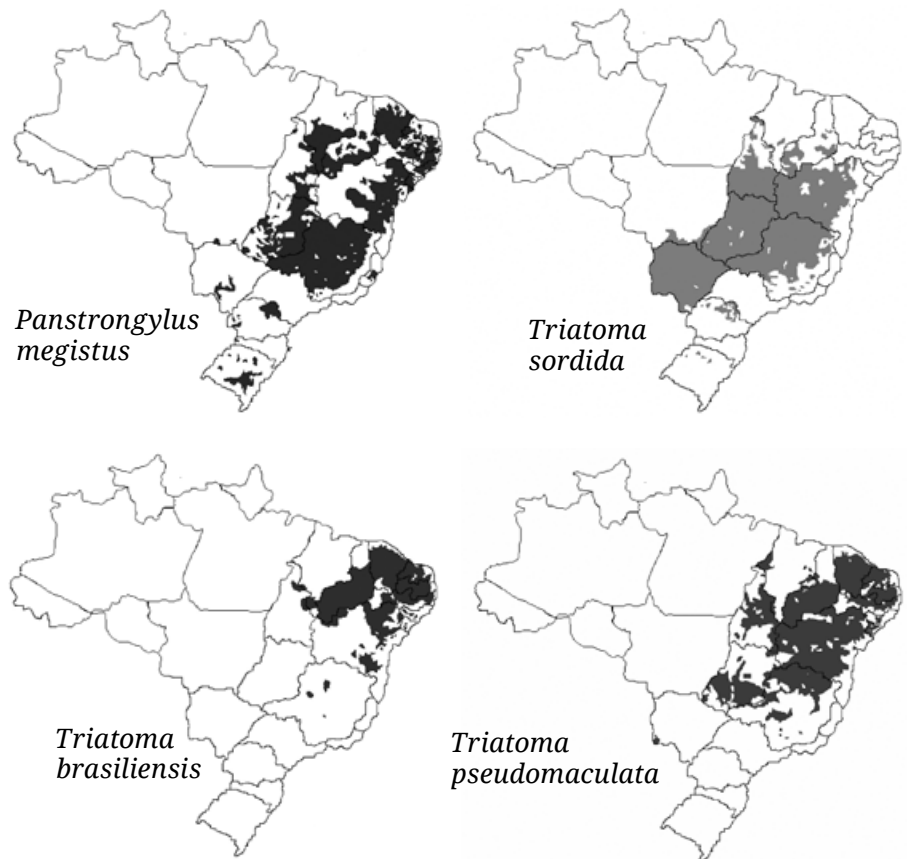 Panstrongylus
megistus
Triatoma
sordida
Triatoma
brasiliensis
Triatoma
pseudomaculata